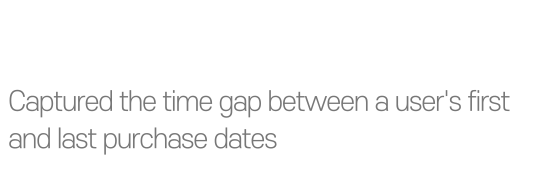 Captured the time gap between a user's first
and last purchase dates